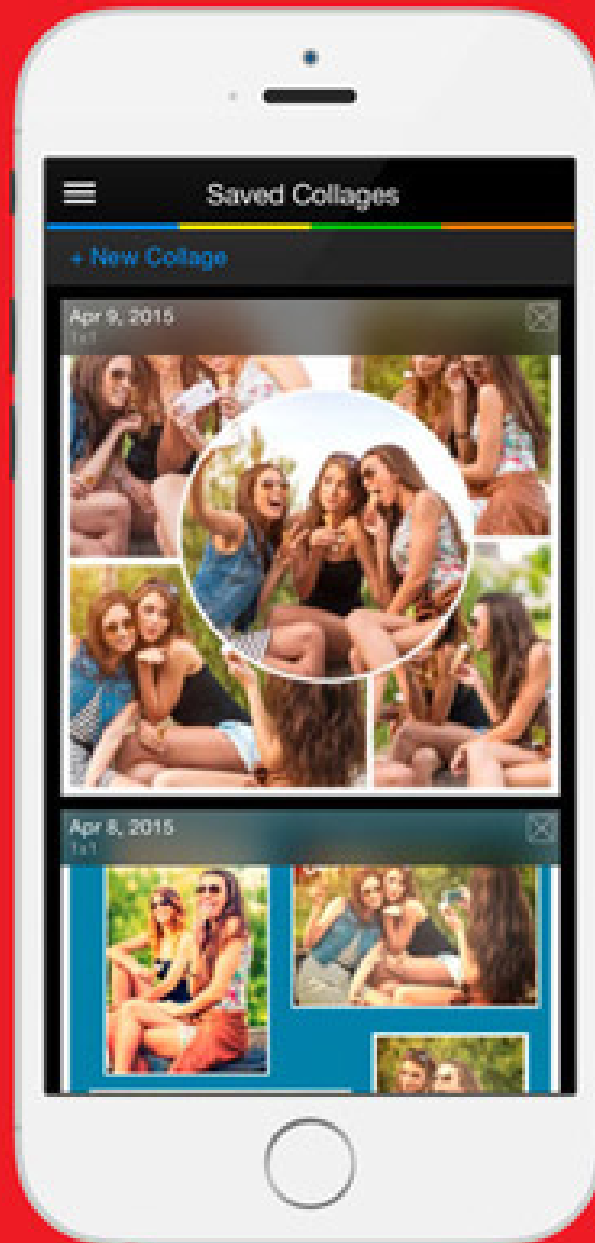 Saved Collages
+ New Collage
Apr 9, 2015
1x1
Apr 8, 2015
1x1